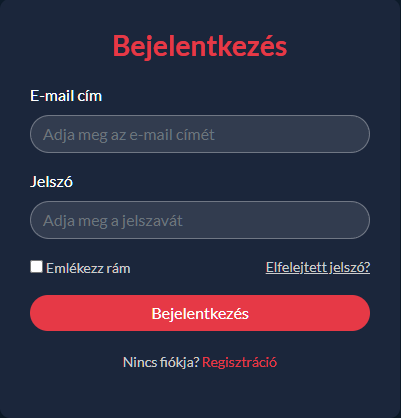 Bejelentkezés
E-mail cím
Adja meg az e-mail címét
Jelszó
Adja meg a jelszavát
Emlékezz rám Elfelejtett jelszó?
Bejelentkezés
Nincs fiókja? Regisztráció